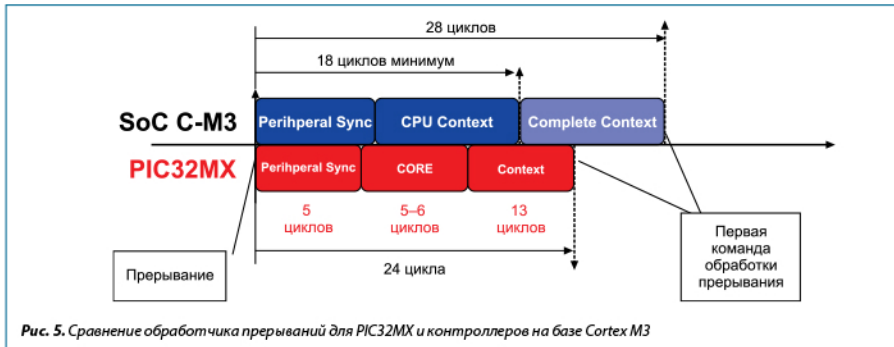 28 циклов
18 циклов минимум
SoC C-M3
Perihperal Sync
CPU Context
Complete Context
PIC32MX
Perihperal Sync
CORE
Context
5
циклов
5–6
циклов
13
циклов
24 цикла
Прерывание
Первая
команда
обработки
прерывания
Рис. 5. Сравнение обработчика прерываний для PIC32MX и контроллеров на базе Cortex M3